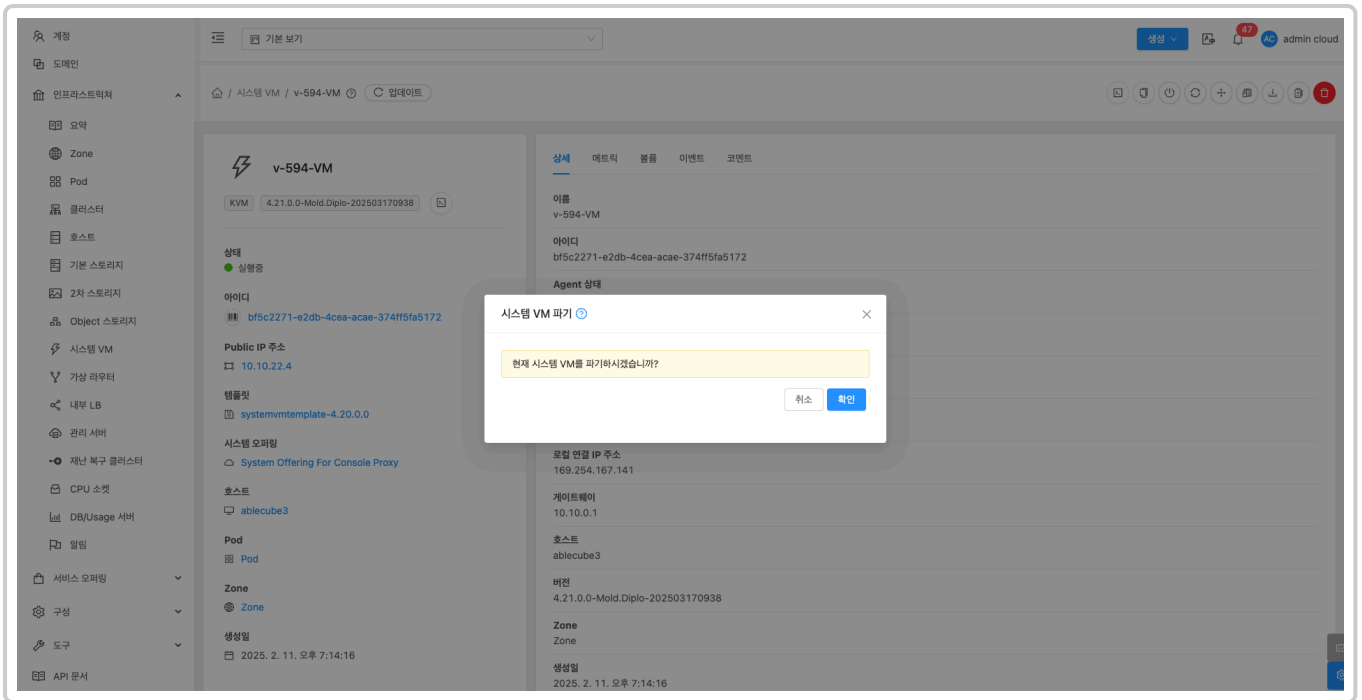 계정
도메인
인프라스트럭쳐
요약
Zone
Pod
클러스터
호스트
기본 스토리지
2차 스토리지
Object 스토리지
시스템 VM
가상 라우터
내부 LB
관리 서버
재난 복구 클러스터
CPU 소켓
DB/Usage 서버
알림
서비스 오퍼링
구성
도구
API 문서
기본 보기
생성
47
AC
admin cloud
/ 시스템 VM / v-594-VM
업데이트
v-594-VM
KVM
4.21.0.0-Mold.Diplo-202503170938
상태
실행중
아이디
bf5c2271-e2db-4cea-acae-374ff5fa5172
Public IP 주소
10.10.22.4
템플릿
systemvmtemplate-4.20.0.0
시스템 오퍼링
System Offering For Console Proxy
호스트
ablecube3
Pod
Pod
Zone
Zone
생성일
2025. 2. 11. 오후 7:14:16
상세
메트릭
볼륨
이벤트
코멘트
이름
v-594-VM
아이디
bf5c2271-e2db-4cea-acae-374ff5fa5172
Agent 상태
시스템 VM 파기
현재 시스템 VM를 파기하시겠습니까?
취소
확인
로컬 연결 IP 주소
169.254.167.141
게이트웨이
10.10.0.1
호스트
ablecube3
버전
4.21.0.0-Mold.Diplo-202503170938
Zone
Zone
생성일
2025. 2. 11. 오후 7:14:16